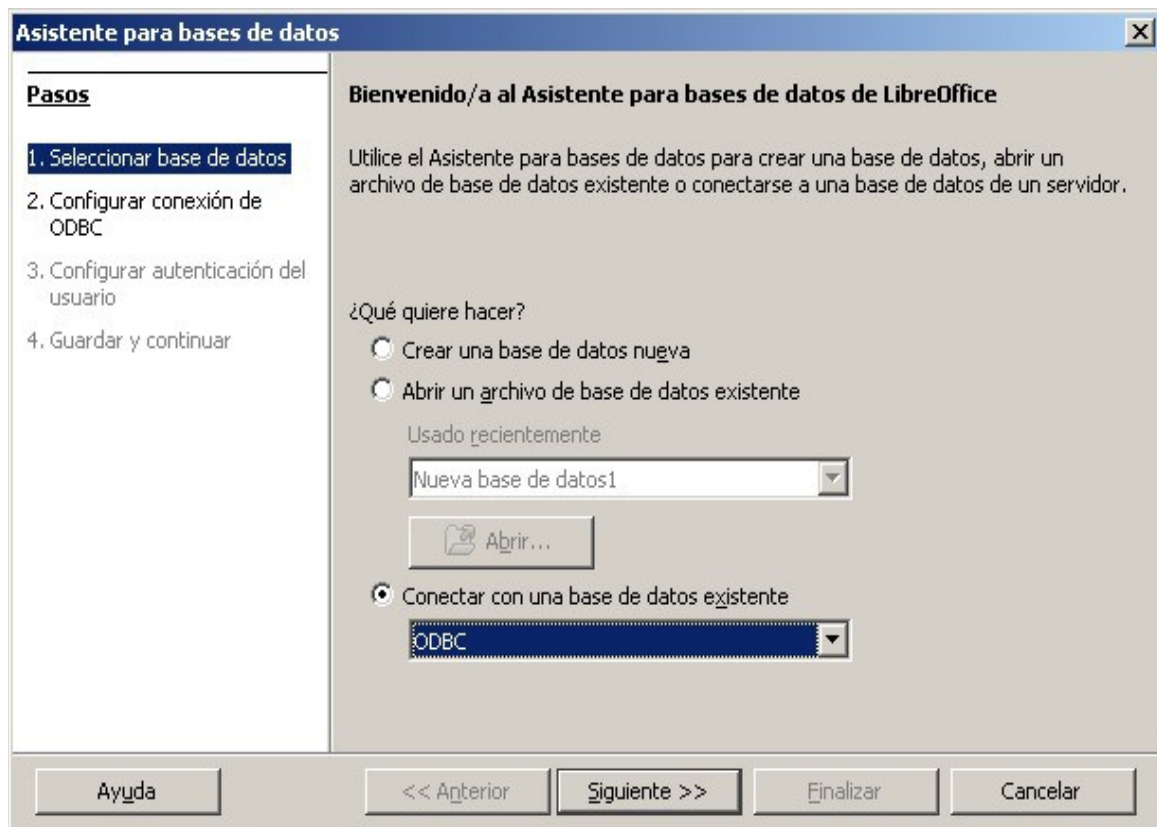 Asistente para bases de datos
Pasos
1. Seleccionar base de datos
2. Configurar conexión de
ODBC
3. Configurar autenticación del
usuario
4. Guardar y continuar
Bienvenido/a al Asistente para bases de datos de LibreOffice
Utilice el Asistente para bases de datos para crear una base de datos, abrir un
archivo de base de datos existente o conectarse a una base de datos de un servidor.
¿Qué quiere hacer?
Crear una base de datos nueva
Abrir un archivo de base de datos existente
Usado recientemente
Nueva base de datos1
Abrir...
Conectar con una base de datos existente
ODBC
Ayuda
<< Anterior
Siguiente >>
Finalizar
Cancelar